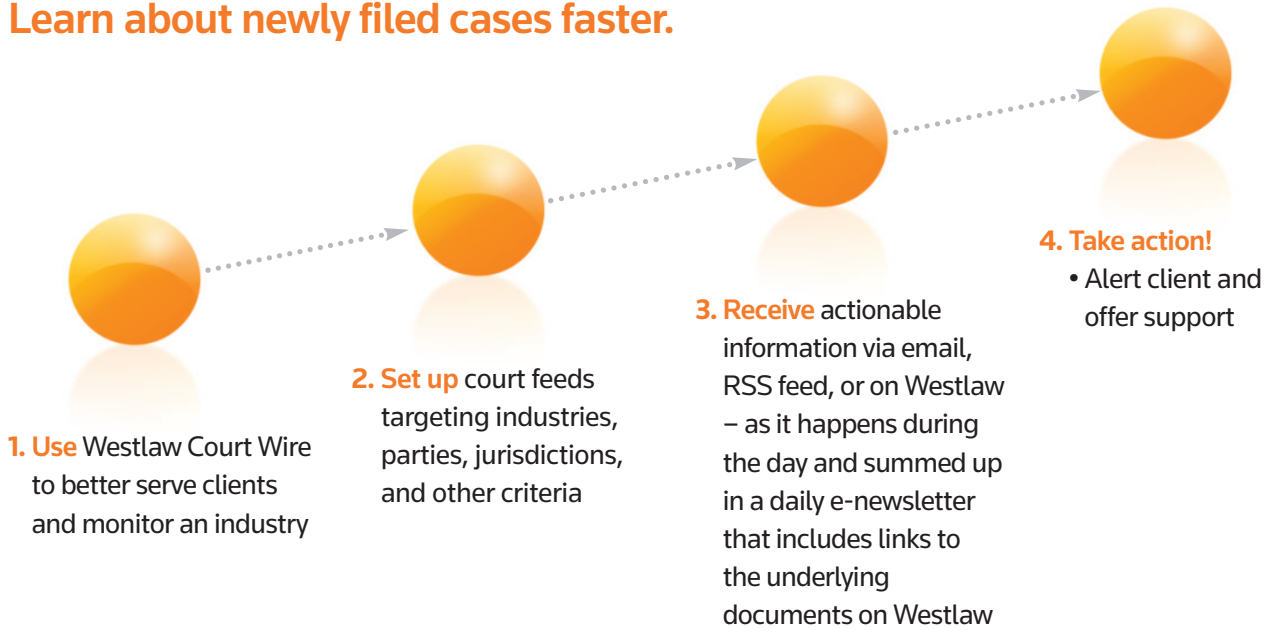 Learn about newly filed cases faster.
1. Use Westlaw Court Wire
to better serve clients
and monitor an industry
2. Set up court feeds
targeting industries,
parties, jurisdictions,
and other criteria
3. Receive actionable
information via email,
RSS feed, or on Westlaw
– as it happens during
the day and summed up
in a daily e-newsletter
that includes links to
the underlying
documents on Westlaw
4. Take action!
• Alert client and
offer support